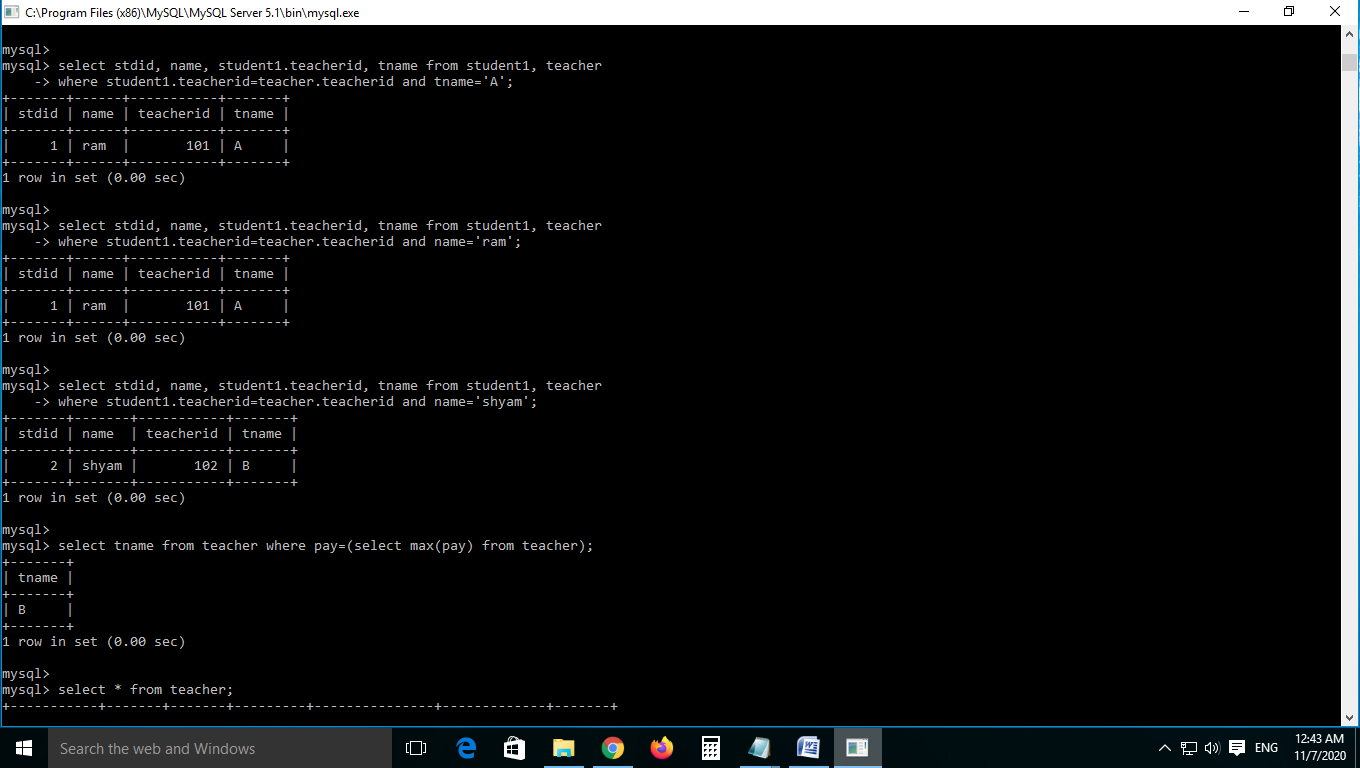 C:\Program Files (x86)\MySQL\MySQL Server 5.1\bin\mysql.exe
mysql>
mysql> select stdid, name, student1.teacherid, tname from student1, teacher
    -> where student1.teacherid=teacher.teacherid and tname='A';
+-------+------+-----------+-------+
| stdid | name | teacherid | tname |
+-------+------+-----------+-------+
|     1 | ram  |       101 | A     |
+-------+------+-----------+-------+
1 row in set (0.00 sec)
mysql>
mysql> select stdid, name, student1.teacherid, tname from student1, teacher
    -> where student1.teacherid=teacher.teacherid and name='ram';
+-------+------+-----------+-------+
| stdid | name | teacherid | tname |
+-------+------+-----------+-------+
|     1 | ram  |       101 | A     |
+-------+------+-----------+-------+
1 row in set (0.00 sec)
mysql>
mysql> select stdid, name, student1.teacherid, tname from student1, teacher
    -> where student1.teacherid=teacher.teacherid and name='shyam';
+-------+-------+-----------+-------+
| stdid | name  | teacherid | tname |
+-------+-------+-----------+-------+
|     2 | shyam |       102 | B     |
+-------+-------+-----------+-------+
1 row in set (0.00 sec)
mysql>
mysql> select tname from teacher where pay=(select max(pay) from teacher);
+-------+
| tname |
+-------+
| B     |
+-------+
1 row in set (0.00 sec)
mysql>
mysql> select * from teacher;
+-----------+-------+-------+---------+---------------+-------------+-------+
Search the web and Windows
ENG
12:43 AM
11/7/2020